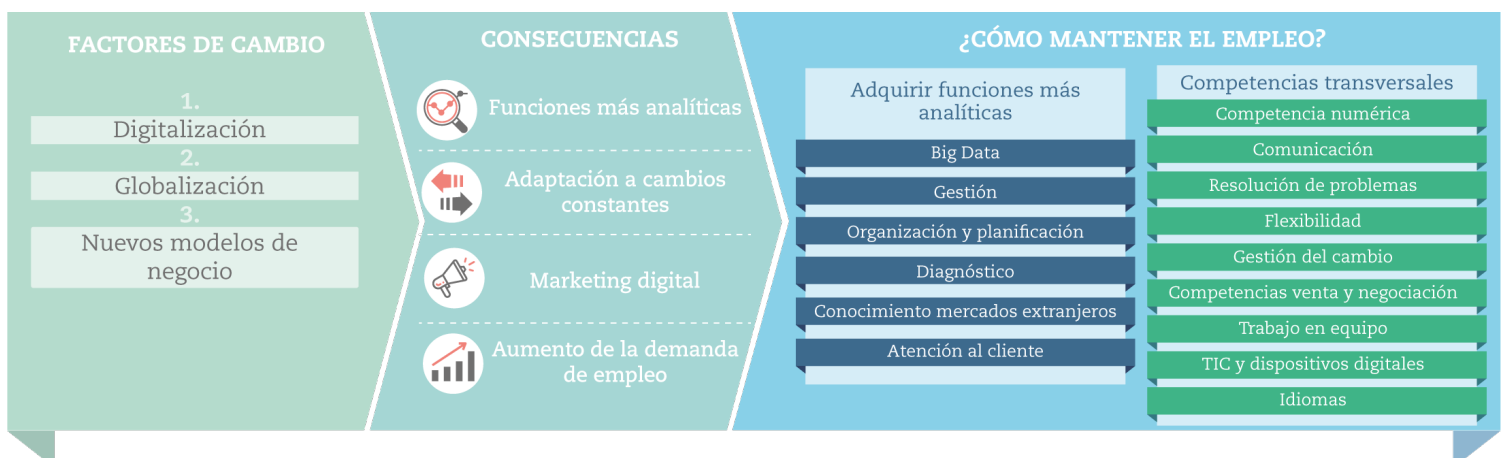 FACTORES DE CAMBIO
1.
Digitalización
2.
Globalización
3.
Nuevos modelos de
negocio
CONSECUENCIAS
Funciones más analíticas
Adaptación a cambios
constantes
Marketing digital
Aumento de la demanda
de empleo
¿CÓMO MANTENER EL EMPLEO?
Adquirir funciones más
analíticas
Big Data
Gestión
Organización y planificación
Diagnóstico
Conocimiento mercados extranjeros
Atención al cliente
Competencias transversales
Competencia numérica
Comunicación
Resolución de problemas
Flexibilidad
Gestión del cambio
Competencias venta y negociación
Trabajo en equipo
TIC y dispositivos digitales
Idiomas